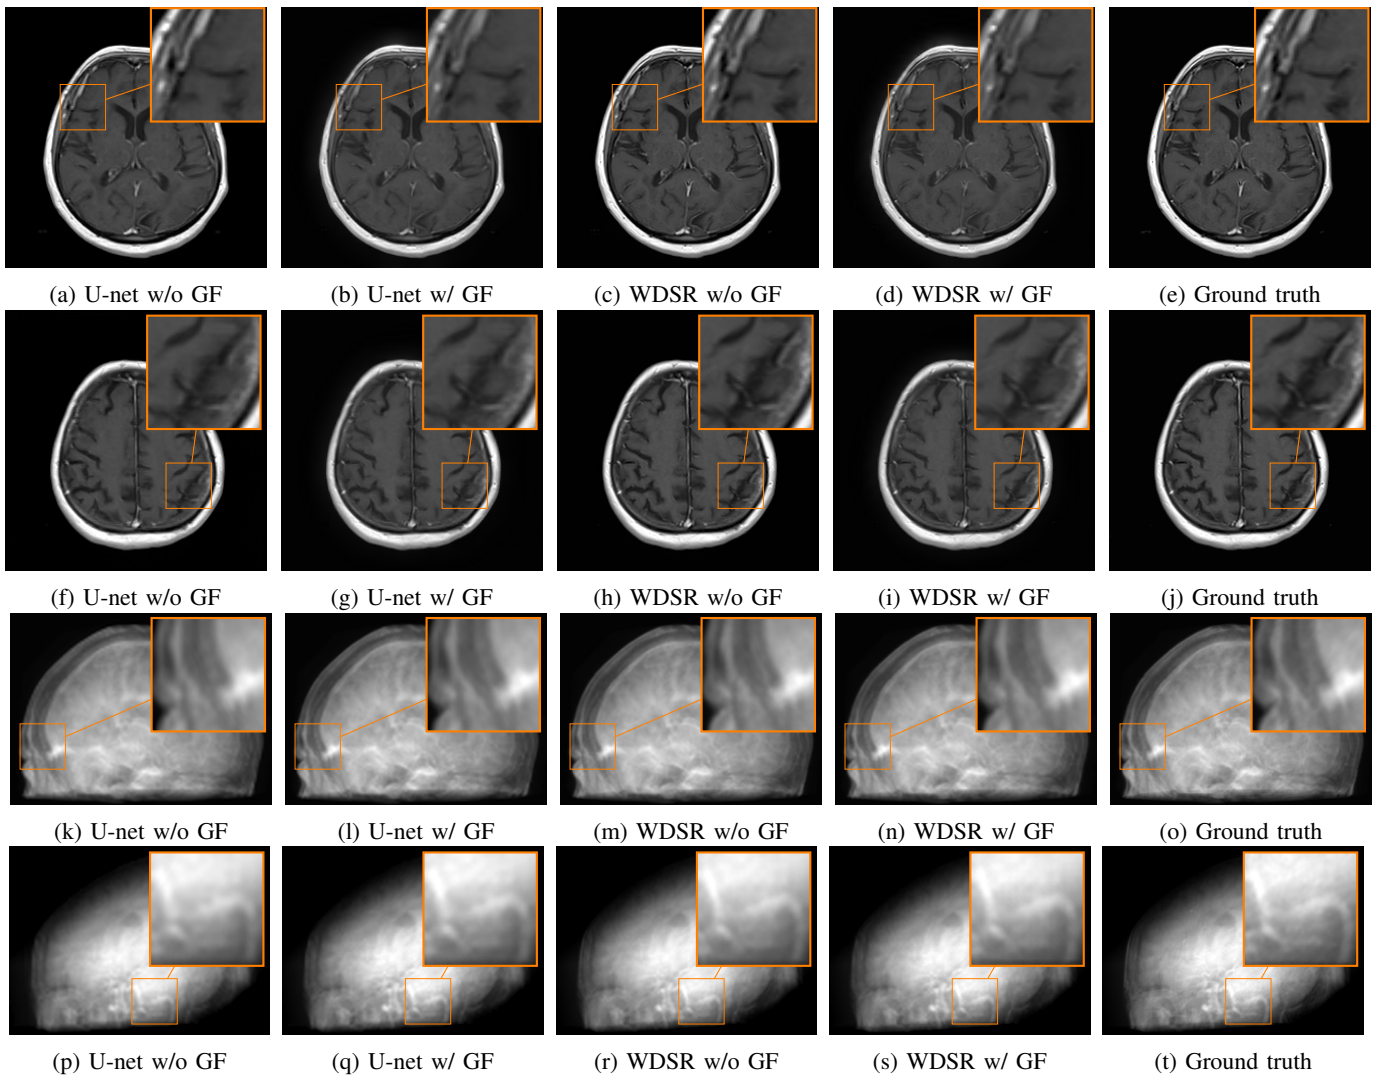 (a) U-net w/o GF
(b) U-net w/ GF
(c) WDSR w/o GF
(d) WDSR w/ GF
(e) Ground truth
(f) U-net w/o GF
(g) U-net w/ GF
(h) WDSR w/o GF
(i) WDSR w/ GF
(j) Ground truth
(k) U-net w/o GF
(l) U-net w/ GF
(m) WDSR w/o GF
(n) WDSR w/ GF
(o) Ground truth
(p) U-net w/o GF
(q) U-net w/ GF
(r) WDSR w/o GF
(s) WDSR w/ GF
(t) Ground truth